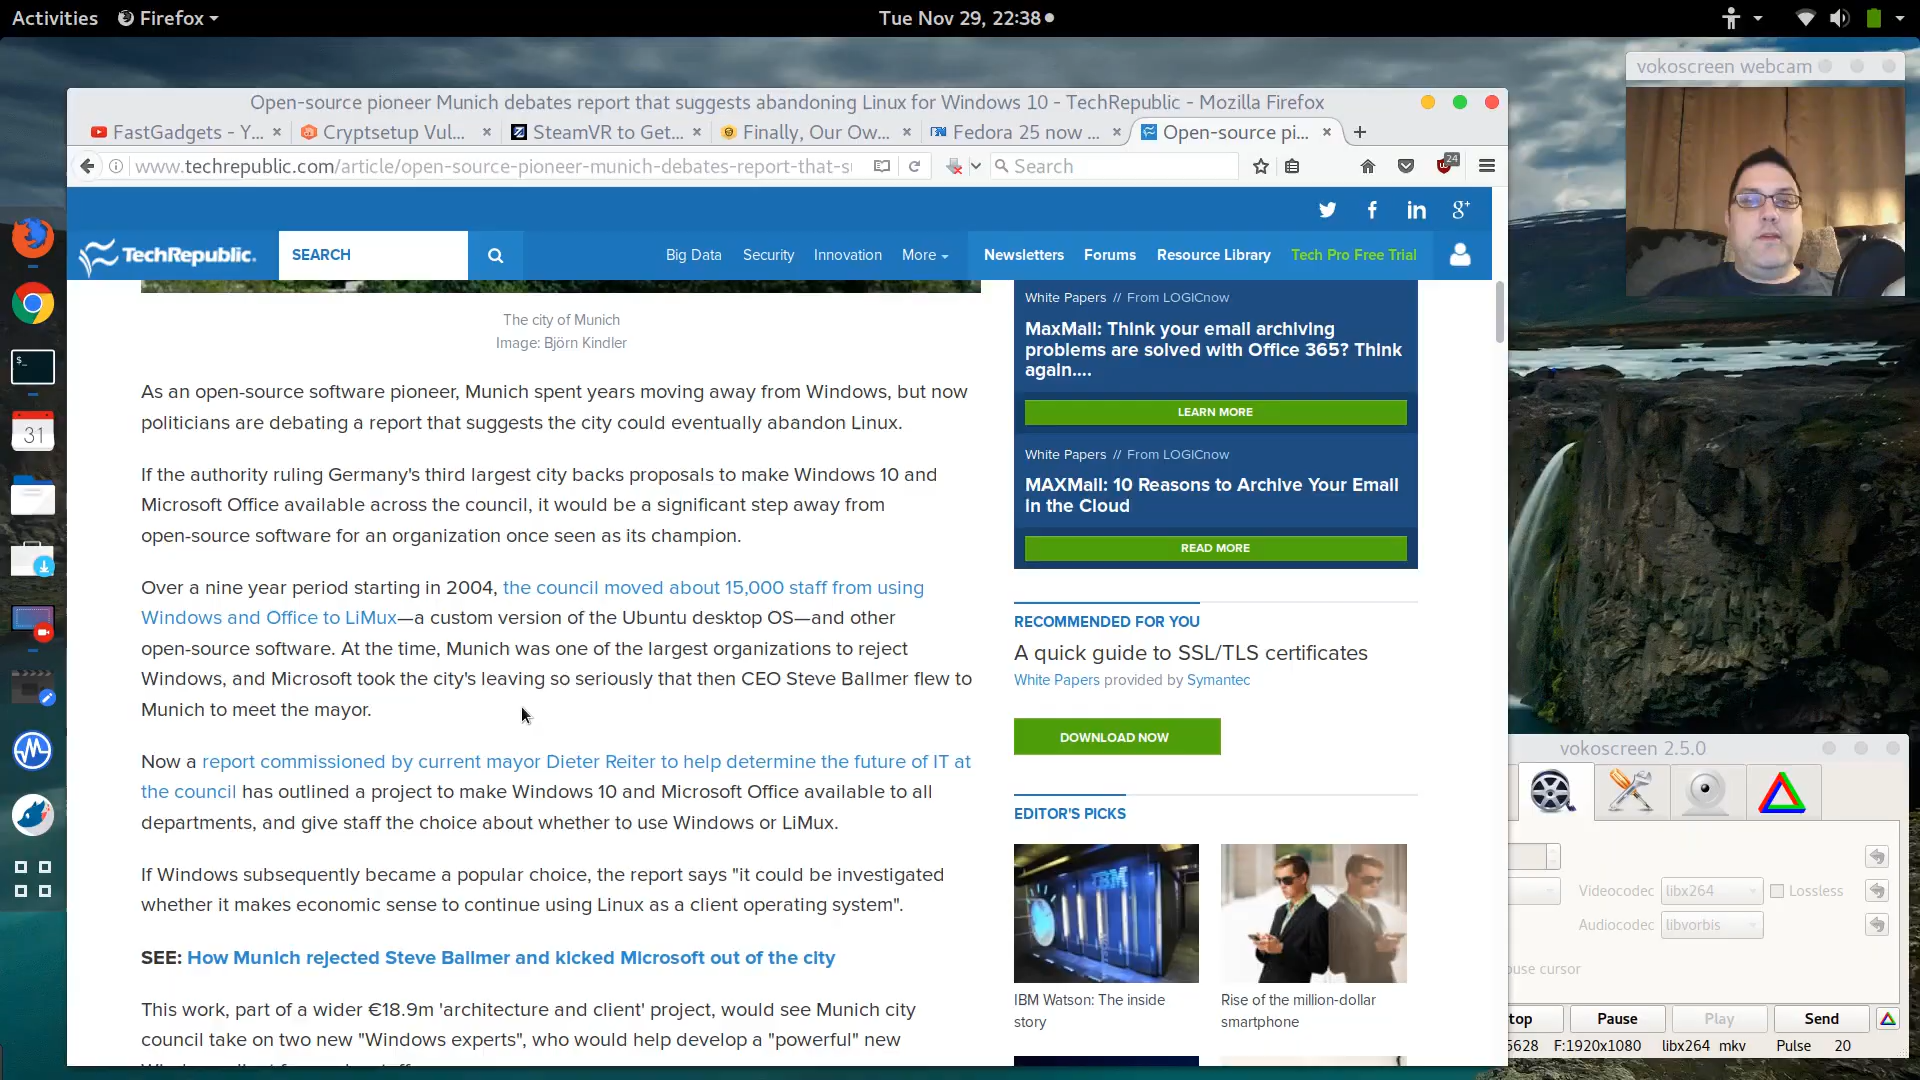 Activities
Firefox
Tue Nov 29, 22:38
vokoscreen webcam
Open-source pioneer Munich debates report that suggests abandoning Linux for Windows 10 - TechRepublic - Mozilla Firefox
FastGadgets - Y...
Cryptsetup Vul...
SteamVR to Get...
Finally, Our Ow...
Fedora 25 now ...
Open-source pi...
www.techrepublic.com/article/open-source-pioneer-munich-debates-report-that-s
Search
24
TechRepublic.
SEARCH
Big Data
Security
Innovation
More
Newsletters
Forums
Resource Library
Tech Pro Free Trial
31
The city of Munich
Image: Björn Kindler
As an open-source software pioneer, Munich spent years moving away from Windows, but now
politicians are debating a report that suggests the city could eventually abandon Linux.
If the authority ruling Germany's third largest city backs proposals to make Windows 10 and
Microsoft Office available across the council, it would be a significant step away from
open-source software for an organization once seen as its champion.
Over a nine year period starting in 2004, the council moved about 15,000 staff from using
Windows and Office to LiMux—a custom version of the Ubuntu desktop OS—and other
open-source software. At the time, Munich was one of the largest organizations to reject
Windows, and Microsoft took the city's leaving so seriously that then CEO Steve Ballmer flew to
Munich to meet the mayor.
Now a report commissioned by current mayor Dieter Reiter to help determine the future of IT at
the council has outlined a project to make Windows 10 and Microsoft Office available to all
departments, and give staff the choice about whether to use Windows or LiMux.
If Windows subsequently became a popular choice, the report says "it could be investigated
whether it makes economic sense to continue using Linux as a client operating system".
SEE: How Munich rejected Steve Ballmer and kicked Microsoft out of the city
This work, part of a wider €18.9m 'architecture and client' project, would see Munich city
council take on two new "Windows experts", who would help develop a "powerful" new
White Papers // From LOGICnow
MaxMail: Think your email archiving
problems are solved with Office 365? Think
again....
LEARN MORE
White Papers // From LOGICnow
MAXMail: 10 Reasons to Archive Your Email
in the Cloud
READ MORE
RECOMMENDED FOR YOU
A quick guide to SSL/TLS certificates
White Papers provided by Symantec
DOWNLOAD NOW
EDITOR'S PICKS
IBM
IBM Watson: The inside
story
Rise of the million-dollar
smartphone
vokoscreen 2.5.0
Videocodec
libx264
Lossless
Audiocodec
libvorbis
ouse cursor
top
Pause
Play
Send
5628
F:1920x1080
libx264
mkv
Pulse
20